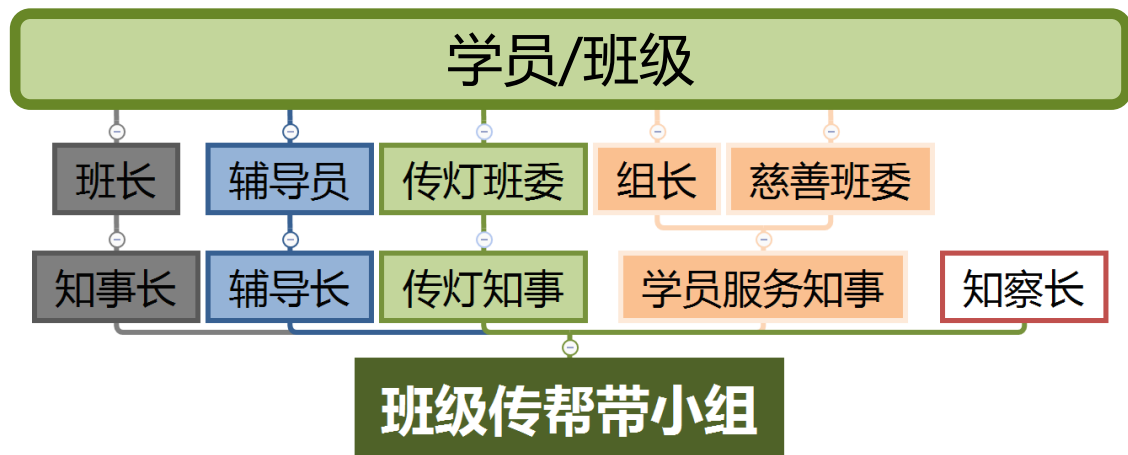 学员/班级
班长 辅导员 传灯班委 组长 慈善班委
知事长 辅导长 传灯知事 学员服务知事 知察长
班级传帮带小组